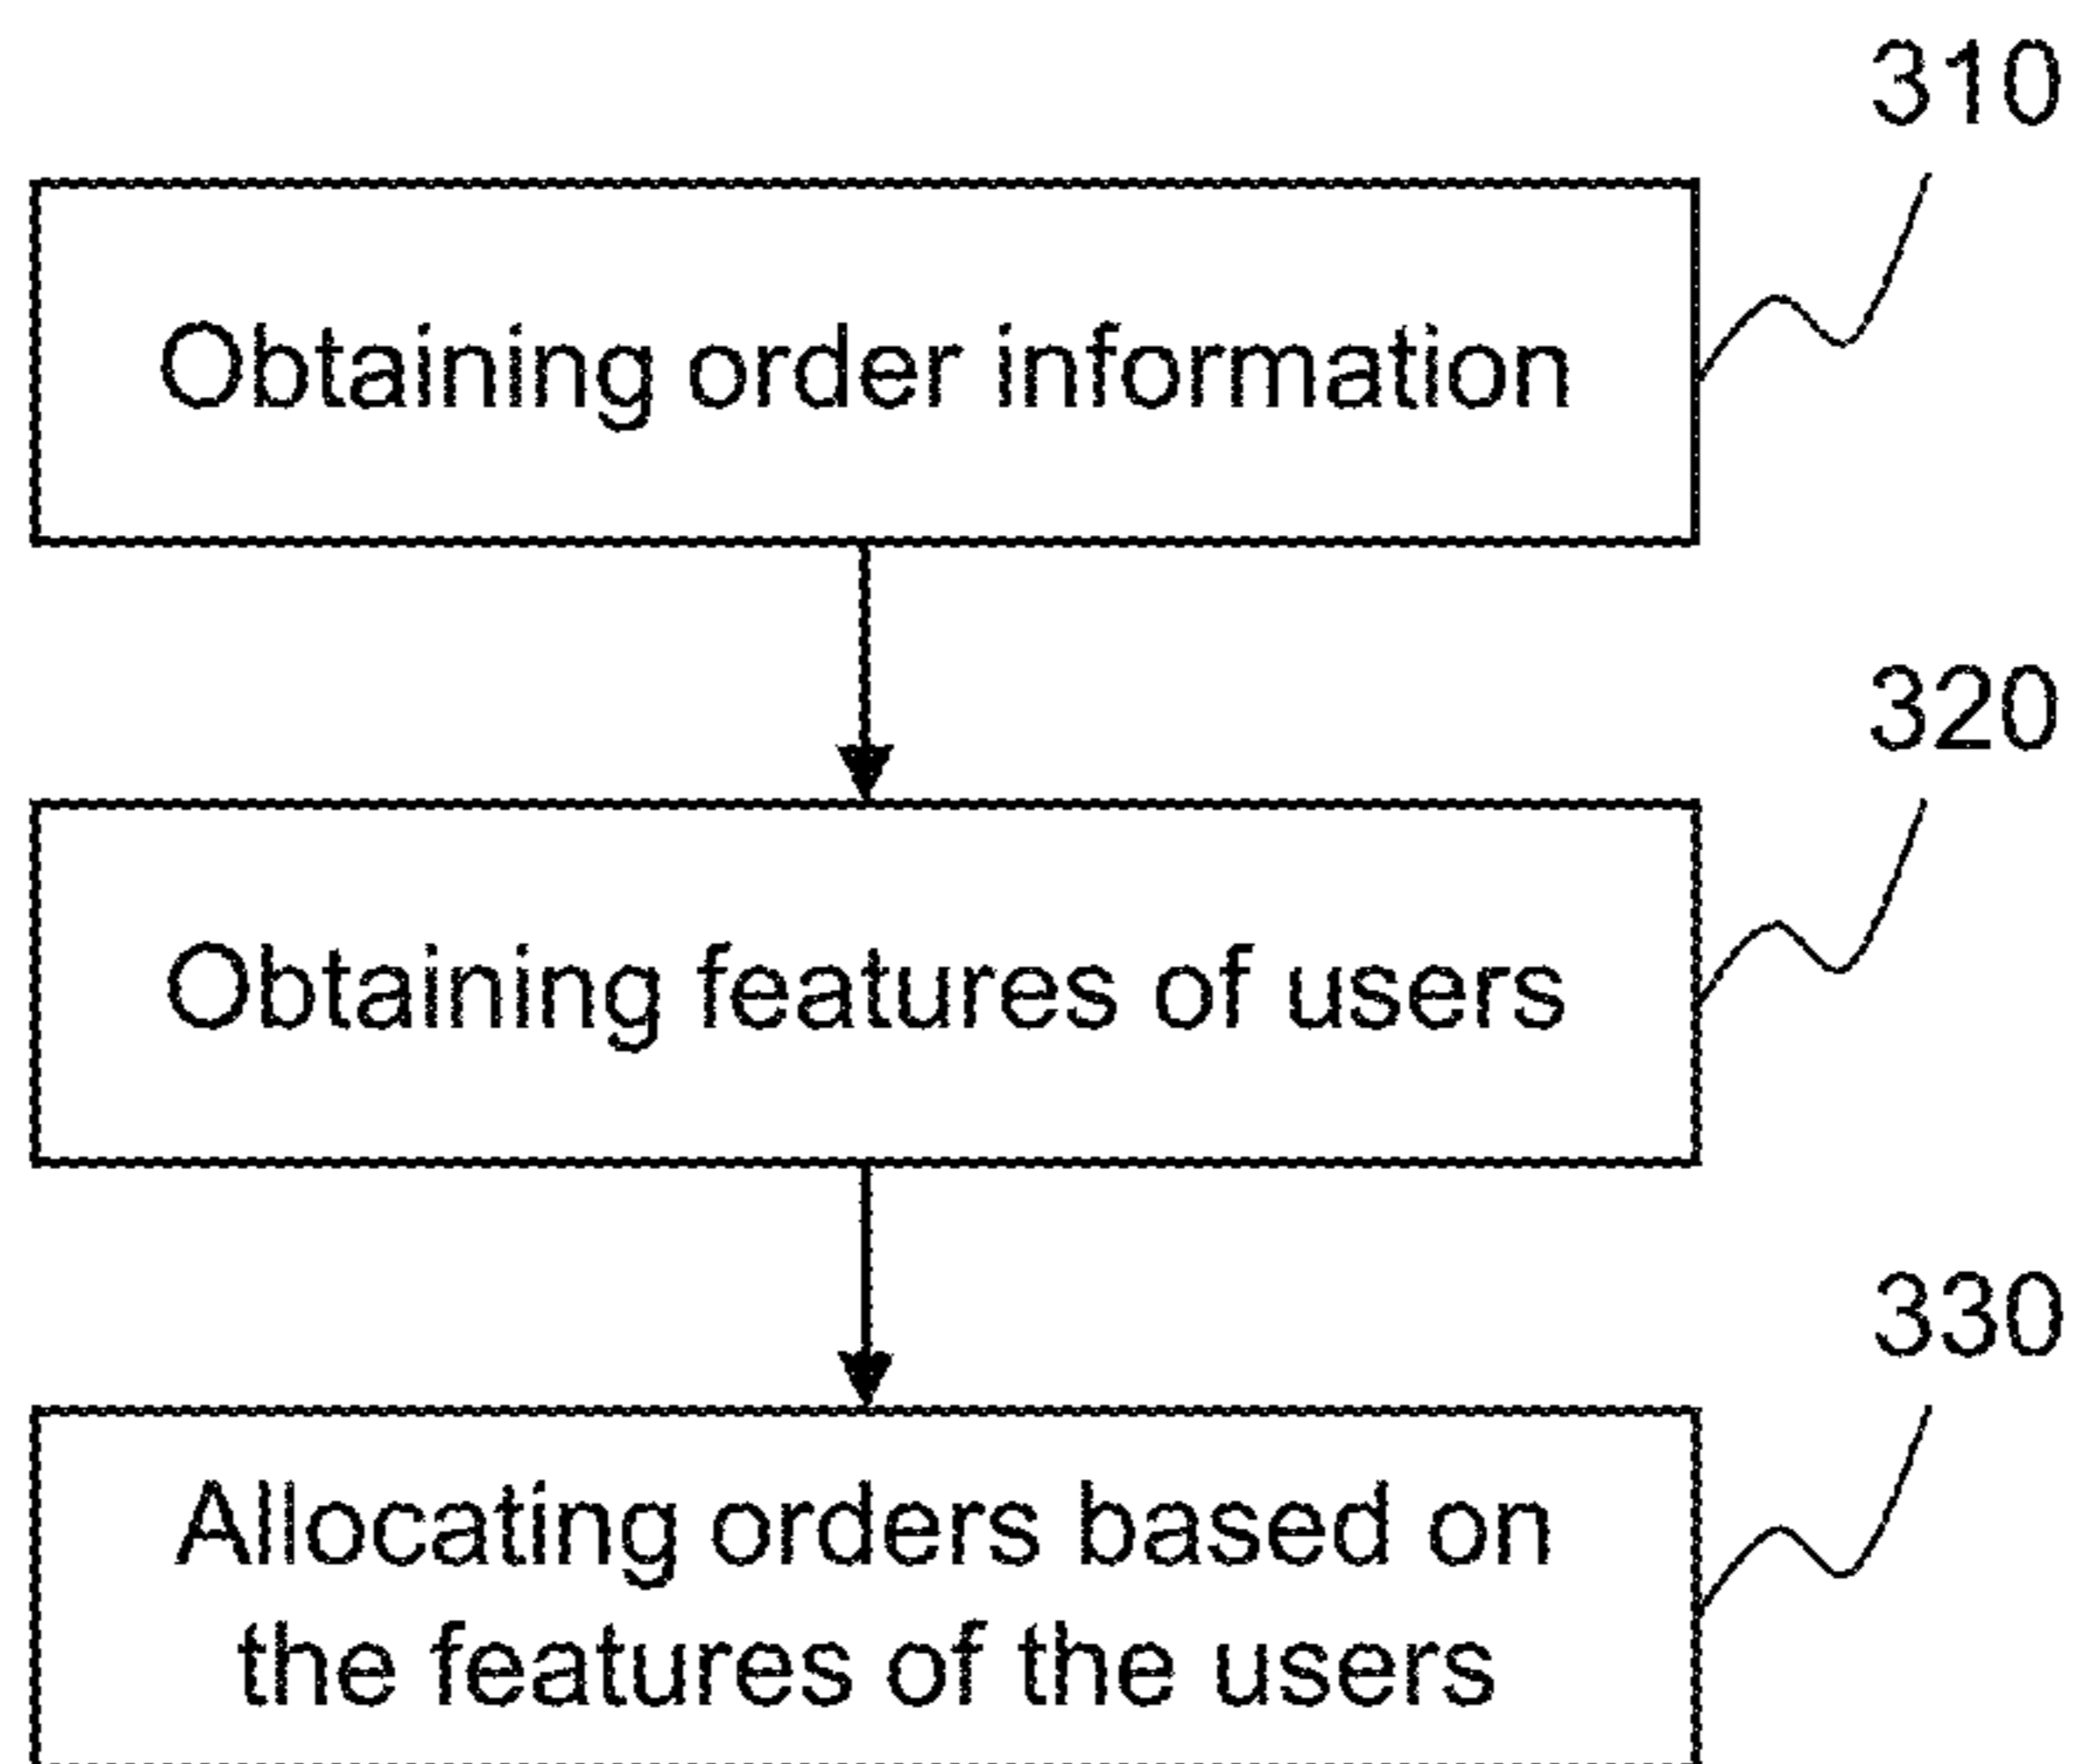 310
Obtaining order information
320
Obtaining features of users
330
Allocating orders based on
the features of the users